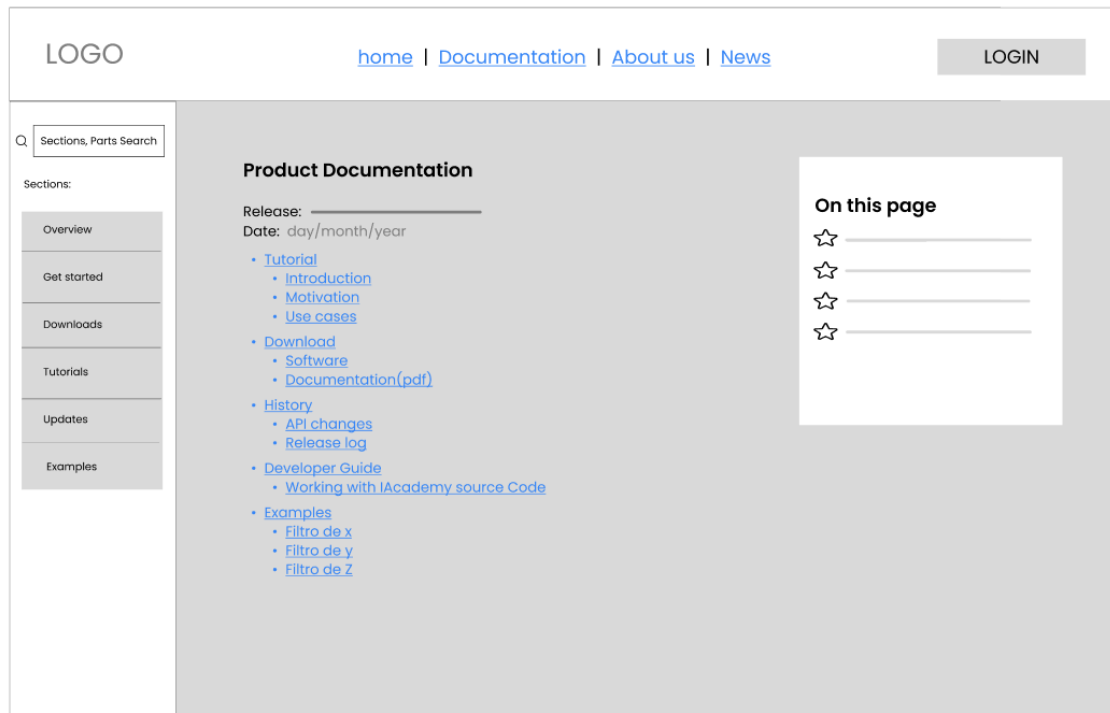 LOGO
home | Documentation | About us | News
LOGIN
Sections, Parts Search
Sections:
Overview
Get started
Downloads
Tutorials
Updates
Examples
Product Documentation
Release:
Date: day/month/year
• Tutorial
• Introduction
• Motivation
• Use cases
• Download
• Software
• Documentation(pdf)
• History
• API changes
• Release log
• Developer Guide
• Working with IAcademy source Code
• Examples
• Filtro de x
• Filtro de y
• Filtro de Z
On this page